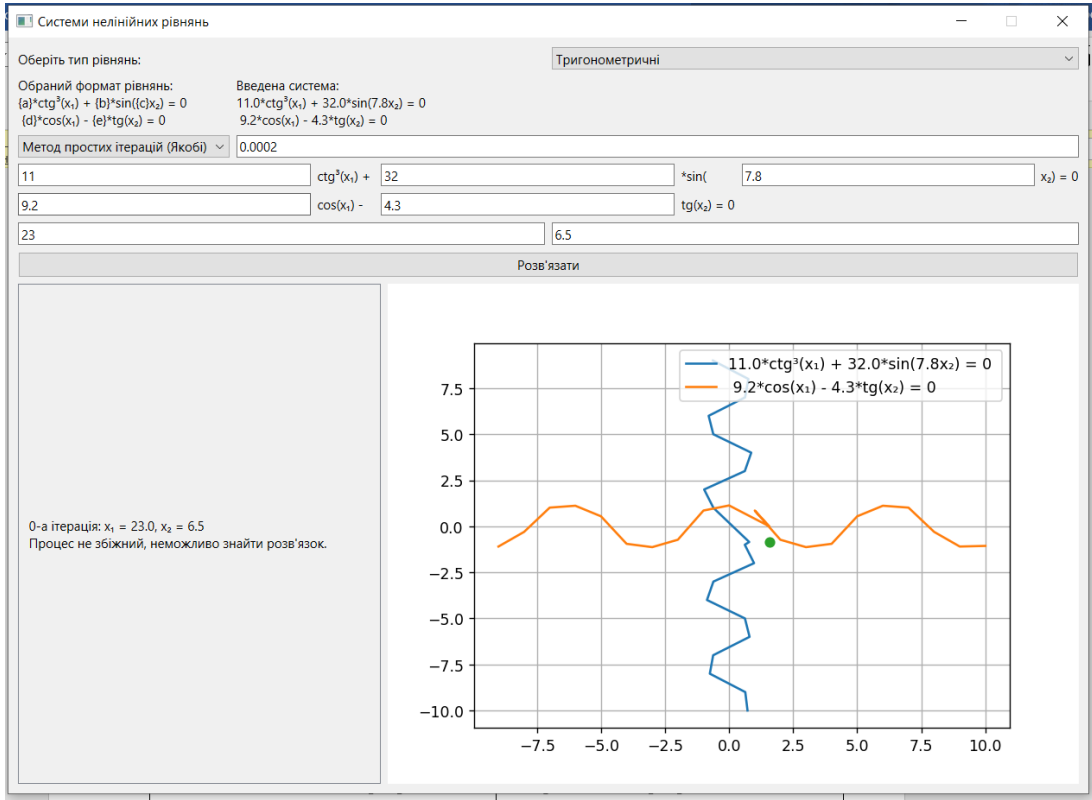 Системи нелінійних рівнянь
Оберіть тип рівнянь:
Тригонометричні
Обраний формат рівнянь:
{a}*ctg³(x₁) + {b}*sin({c}x₂) = 0
{d}*cos(x₁) - {e}*tg(x₂) = 0
Введена система:
11.0*ctg³(x₁) + 32.0*sin(7.8x₂) = 0
9.2*cos(x₁) - 4.3*tg(x₂) = 0
Метод простих ітерацій (Якобі) 0.0002
11 ctg³(x₁) + 32 *sin( 7.8 x₂) = 0
9.2 cos(x₁) - 4.3 tg(x₂) = 0
23 6.5
Розв'язати
0-а ітерація: x₁ = 23.0, x₂ = 6.5
Процес не збіжний, неможливо знайти розв'язок.
11.0*ctg³(x₁) + 32.0*sin(7.8x₂) = 0
9.2*cos(x₁) - 4.3*tg(x₂) = 0
7.5
5.0
2.5
0.0
−2.5
−5.0
−7.5
−10.0
−7.5 −5.0 −2.5 0.0 2.5 5.0 7.5 10.0